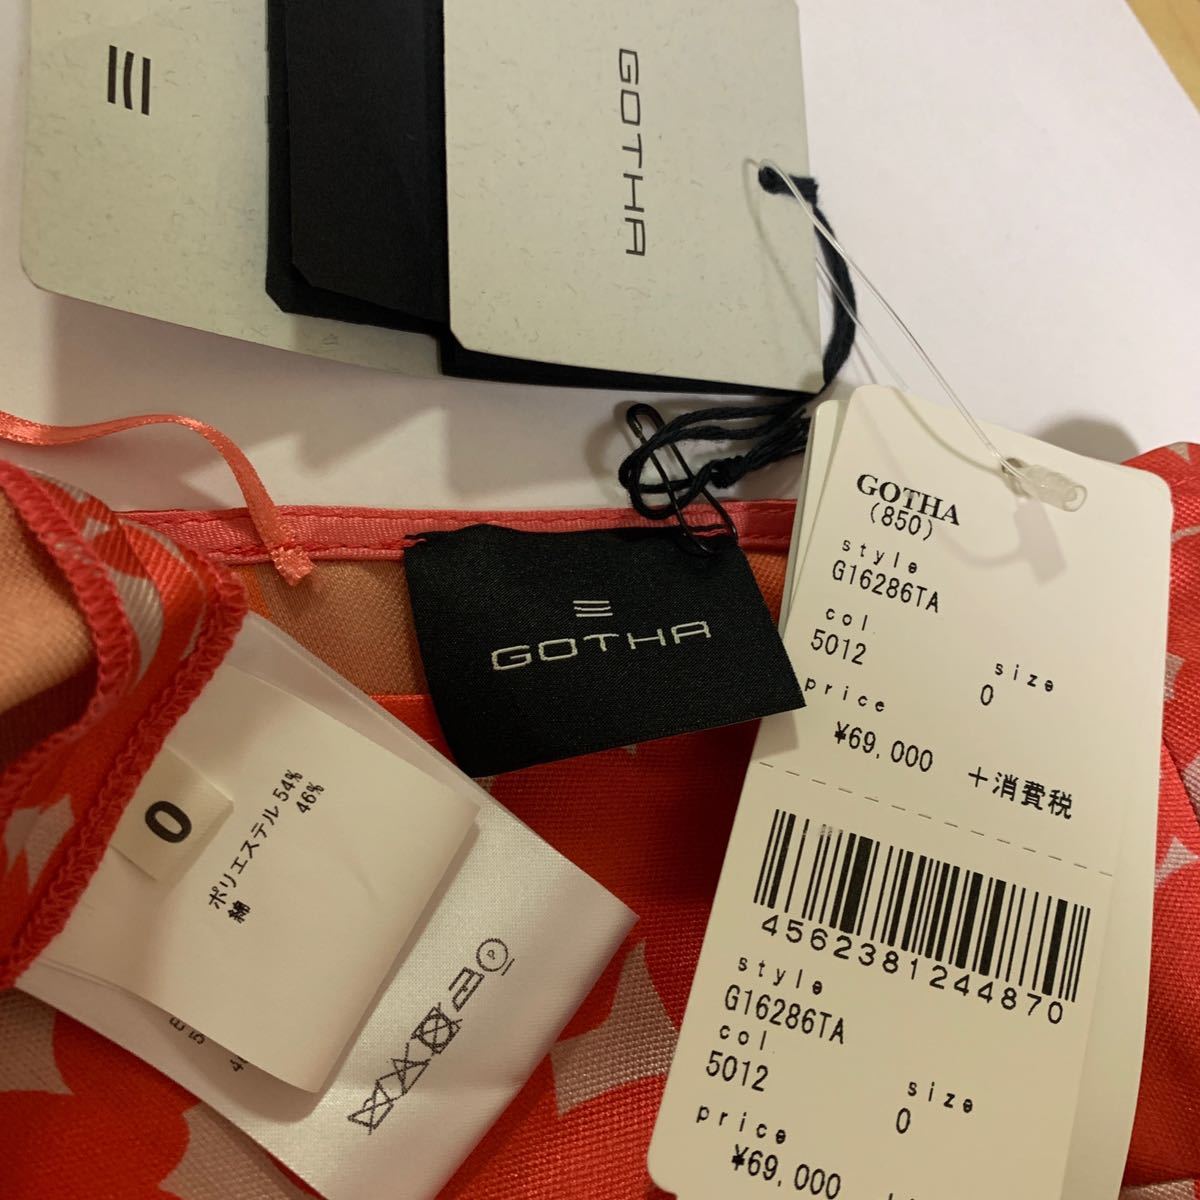 GOTHA
GOTHA
GOTHA
(850)
style
G16286TA
col
5012
size
0
price
¥69,000
+消費税
4562381244870
style
G16286TA
col
5012
size
0
price
¥69,000
0
ポリエステル 54%
綿 46%
P